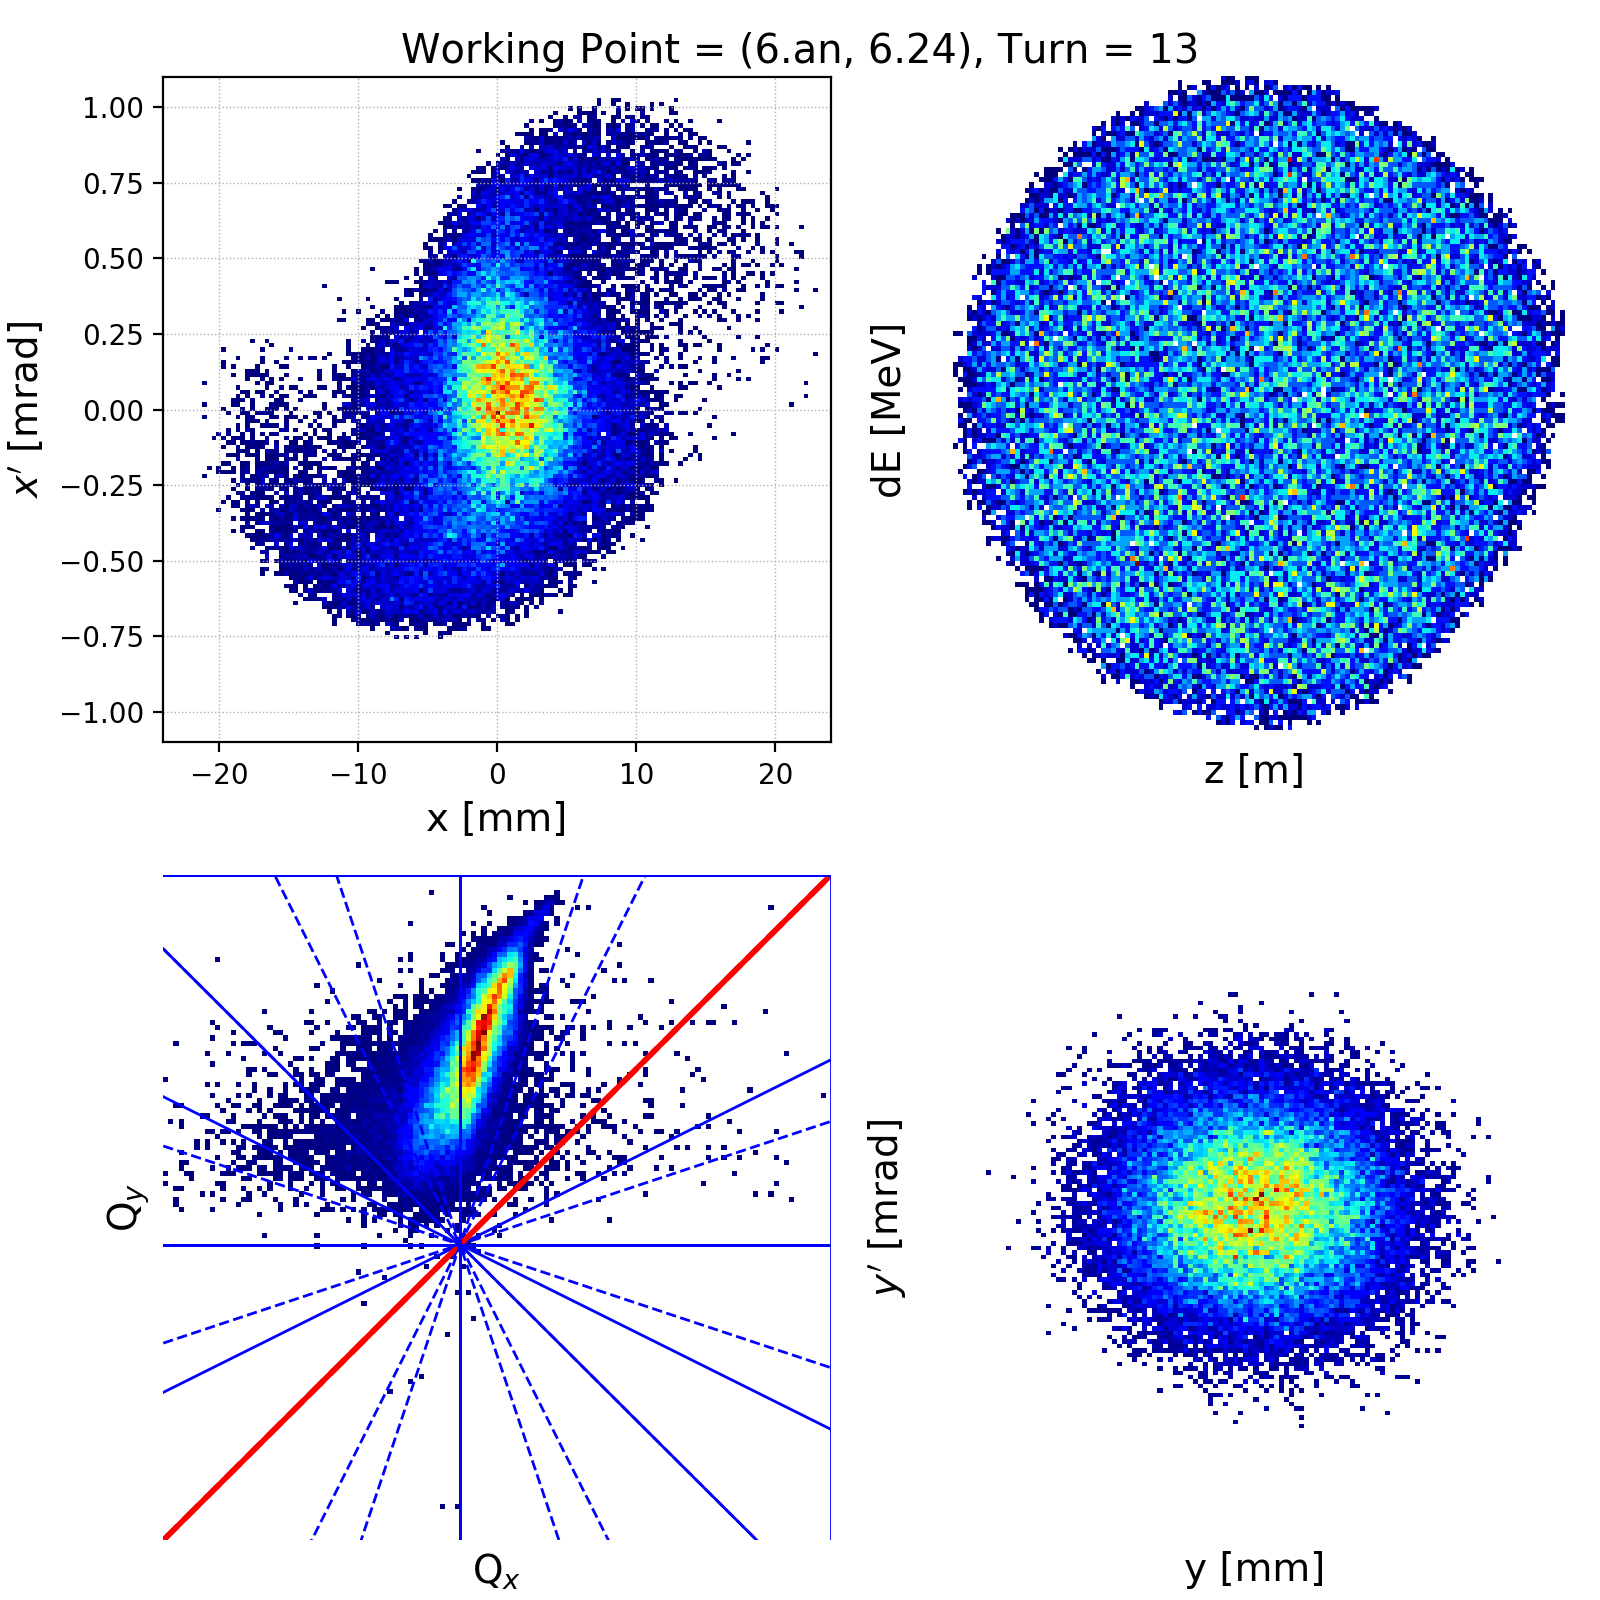 Working Point = (6.an, 6.24), Turn = 13
1.00
0.75
0.50
0.25
0.00
−0.25
−0.50
−0.75
−1.00
x′ [mrad]
−20 −10 0 10 20
x [mm]
dE [MeV]
z [m]
Qy
Qx
y′ [mrad]
y [mm]